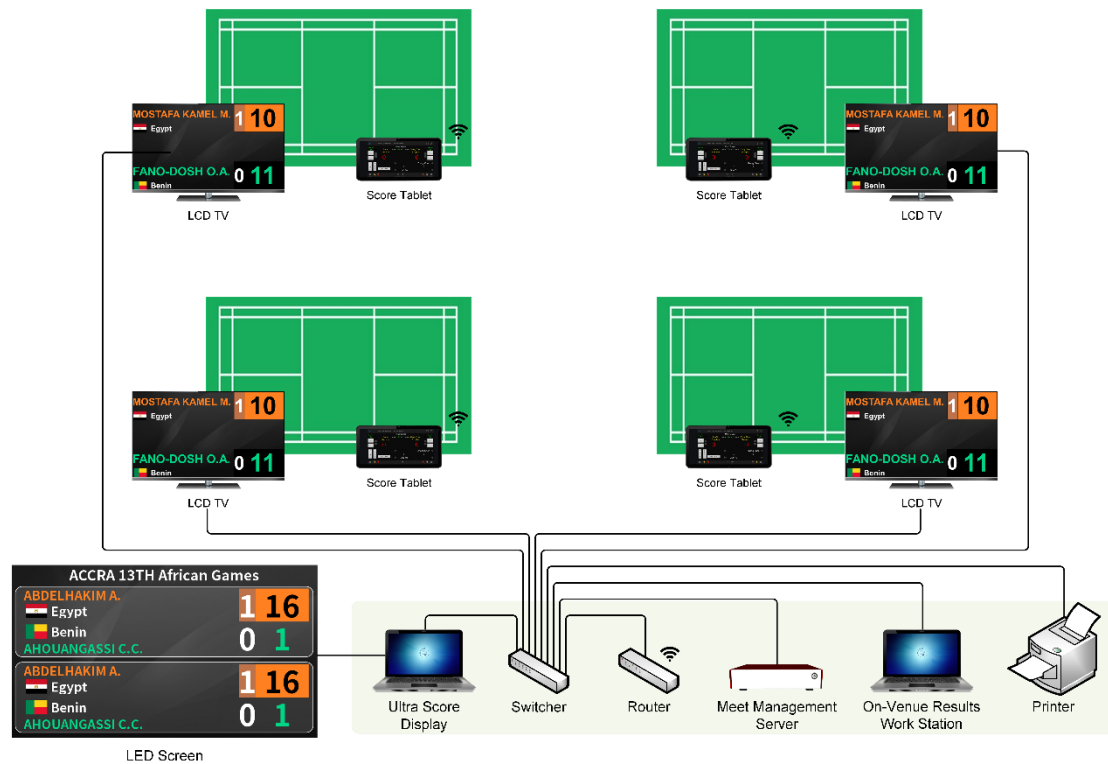 MOSTAFA KAMEL M. 1 10
Egypt
FANO-DOSH O.A. 0 11
Benin
LCD TV
Score Tablet
MOSTAFA KAMEL M. 1 10
Egypt
FANO-DOSH O.A. 0 11
Benin
Score Tablet
LCD TV
MOSTAFA KAMEL M. 1 10
Egypt
FANO-DOSH O.A. 0 11
Benin
LCD TV
Score Tablet
MOSTAFA KAMEL M. 1 10
Egypt
FANO-DOSH O.A. 0 11
Benin
Score Tablet
LCD TV
ACCRA 13TH African Games
ABDELHAKIM A.
Egypt 1 16
Benin 0 1
AHOUANGASSI C.C.
ABDELHAKIM A.
Egypt 1 16
Benin 0 1
AHOUANGASSI C.C.
LED Screen
Ultra Score
Display
Switcher
Router
Meet Management
Server
On-Venue Results
Work Station
Printer